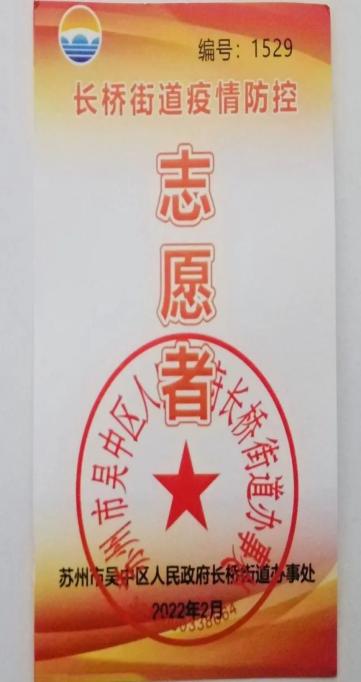 编号：1529
长桥街道疫情防控
志
愿
者
苏州市吴中区人民政府长桥街道办事处
苏州市吴中区人民政府长桥街道办事处
2022年2月